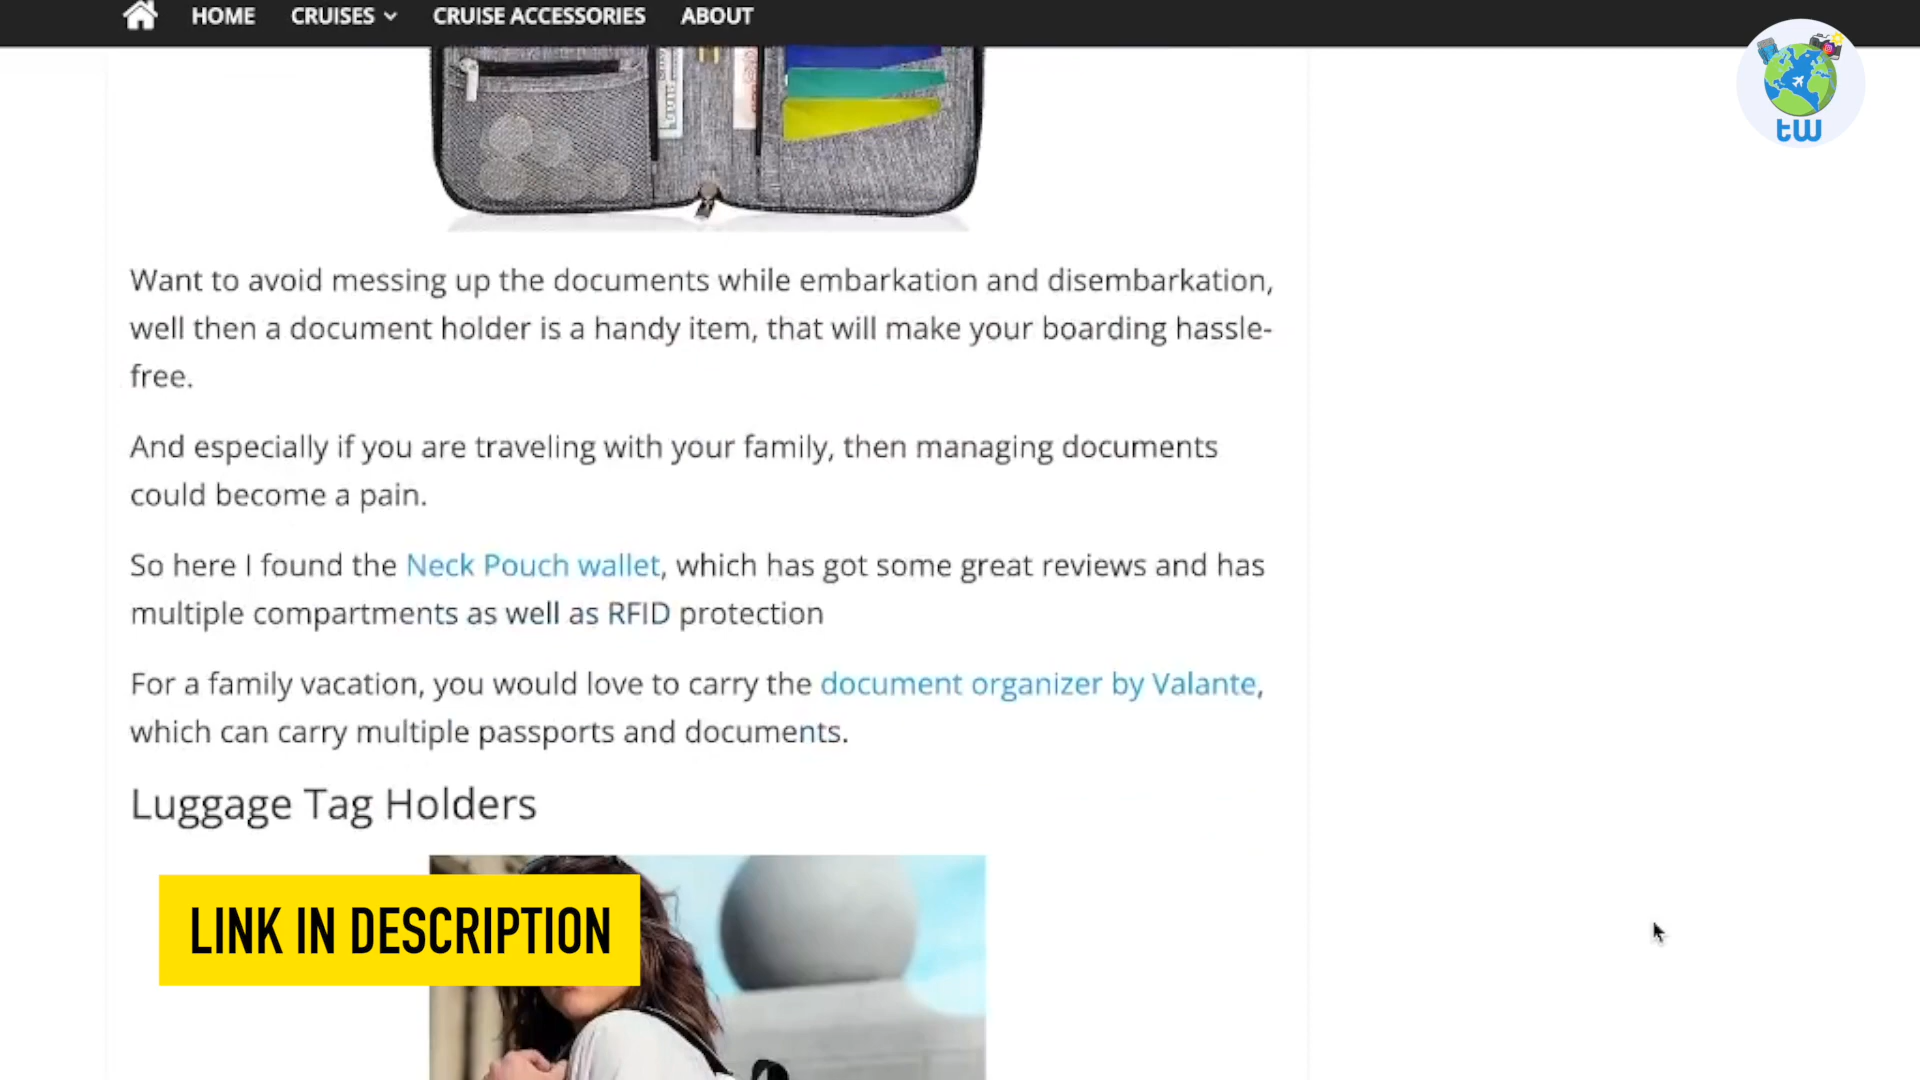 HOME CRUISES CRUISE ACCESSORIES ABOUT
tw
Want to avoid messing up the documents while embarkation and disembarkation,
well then a document holder is a handy item, that will make your boarding hassle-
free.
And especially if you are traveling with your family, then managing documents
could become a pain.
So here I found the Neck Pouch wallet, which has got some great reviews and has
multiple compartments as well as RFID protection
For a family vacation, you would love to carry the document organizer by Valante,
which can carry multiple passports and documents.
Luggage Tag Holders
LINK IN DESCRIPTION